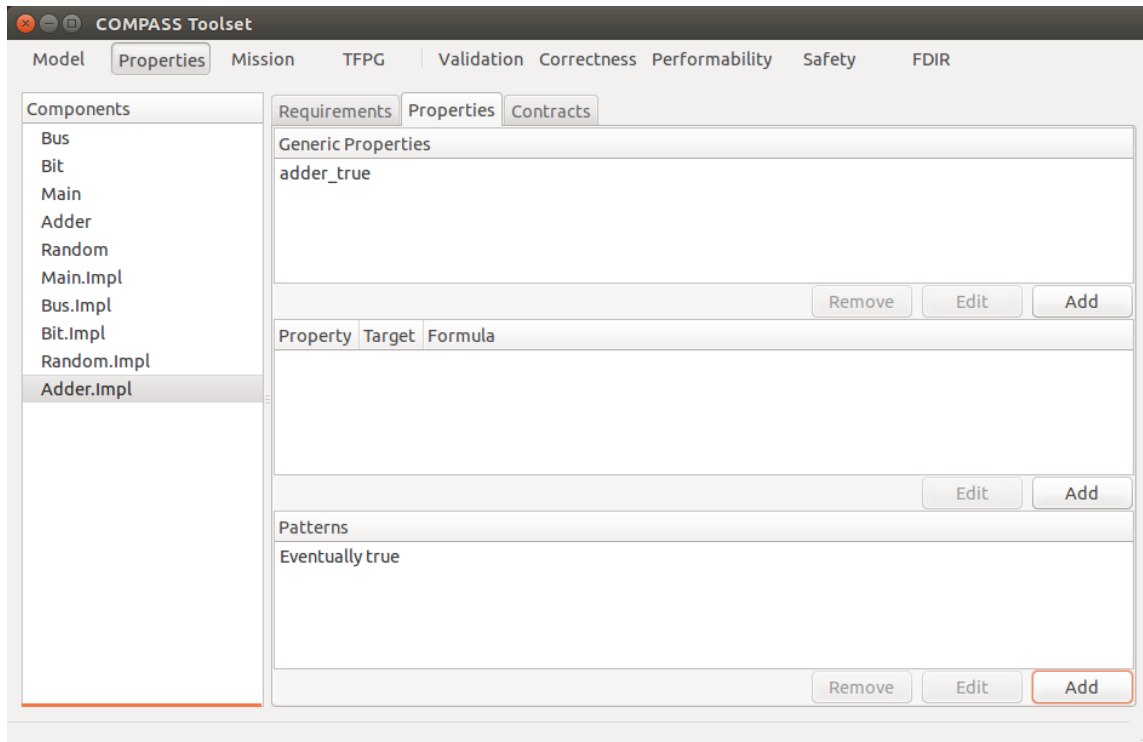 COMPASS Toolset
Model Properties Mission TFPG Validation Correctness Performability Safety FDIR
Components
Bus
Bit
Main
Adder
Random
Main.Impl
Bus.Impl
Bit.Impl
Random.Impl
Adder.Impl
Requirements Properties Contracts
Generic Properties
adder_true
Remove Edit Add
Property Target Formula
Edit Add
Patterns
Eventually true
Remove Edit Add